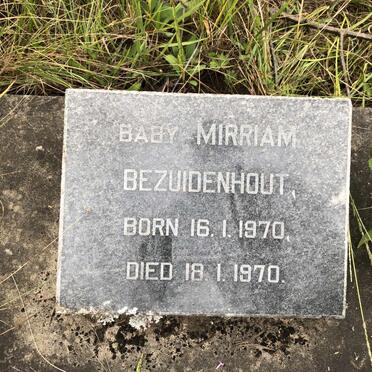 BABY MIRRIAM
BEZUIDENHOUT,
BORN 16.1.1970,
DIED 18.1.1970.